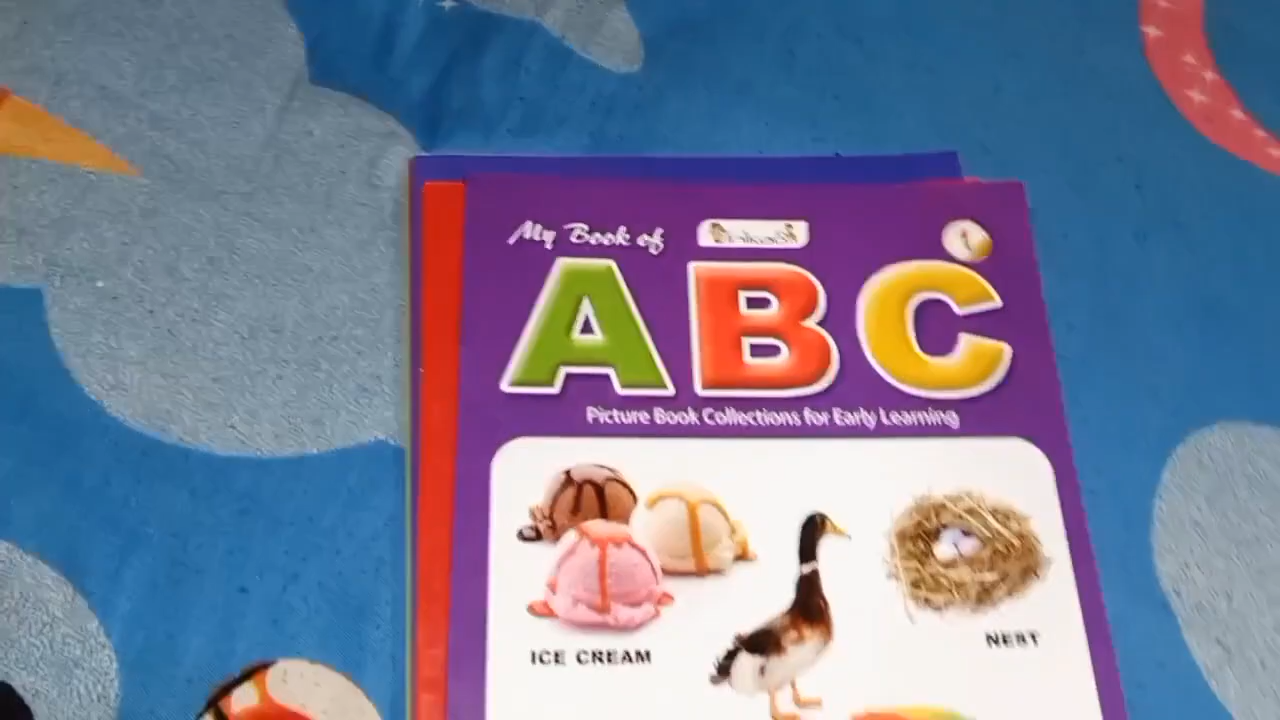 My Book of
ABC
Picture Book Collections for Early Learning
ICE CREAM
NEST